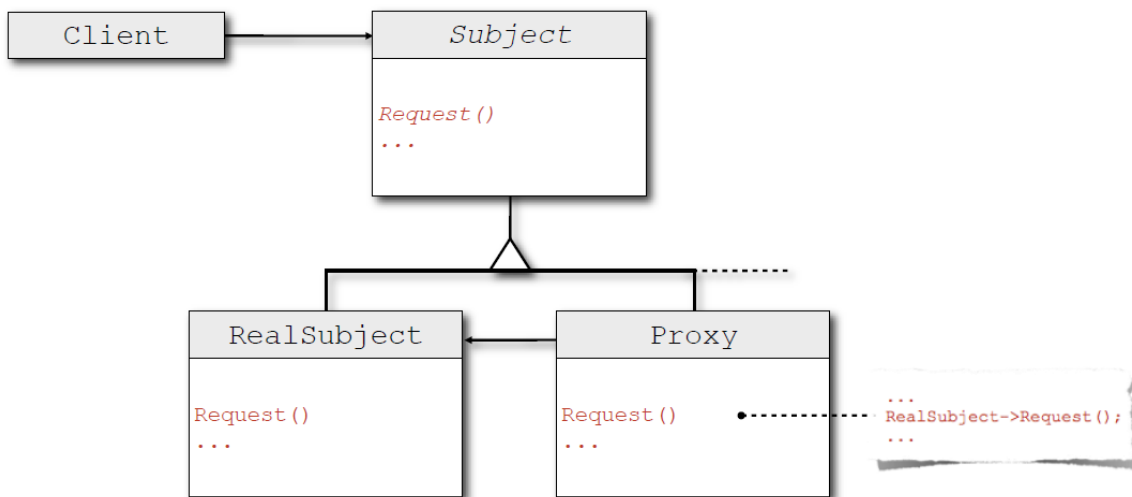 Client
Subject
Request()
...
RealSubject
Proxy
Request()
...
Request()
...
...
RealSubject->Request();
...